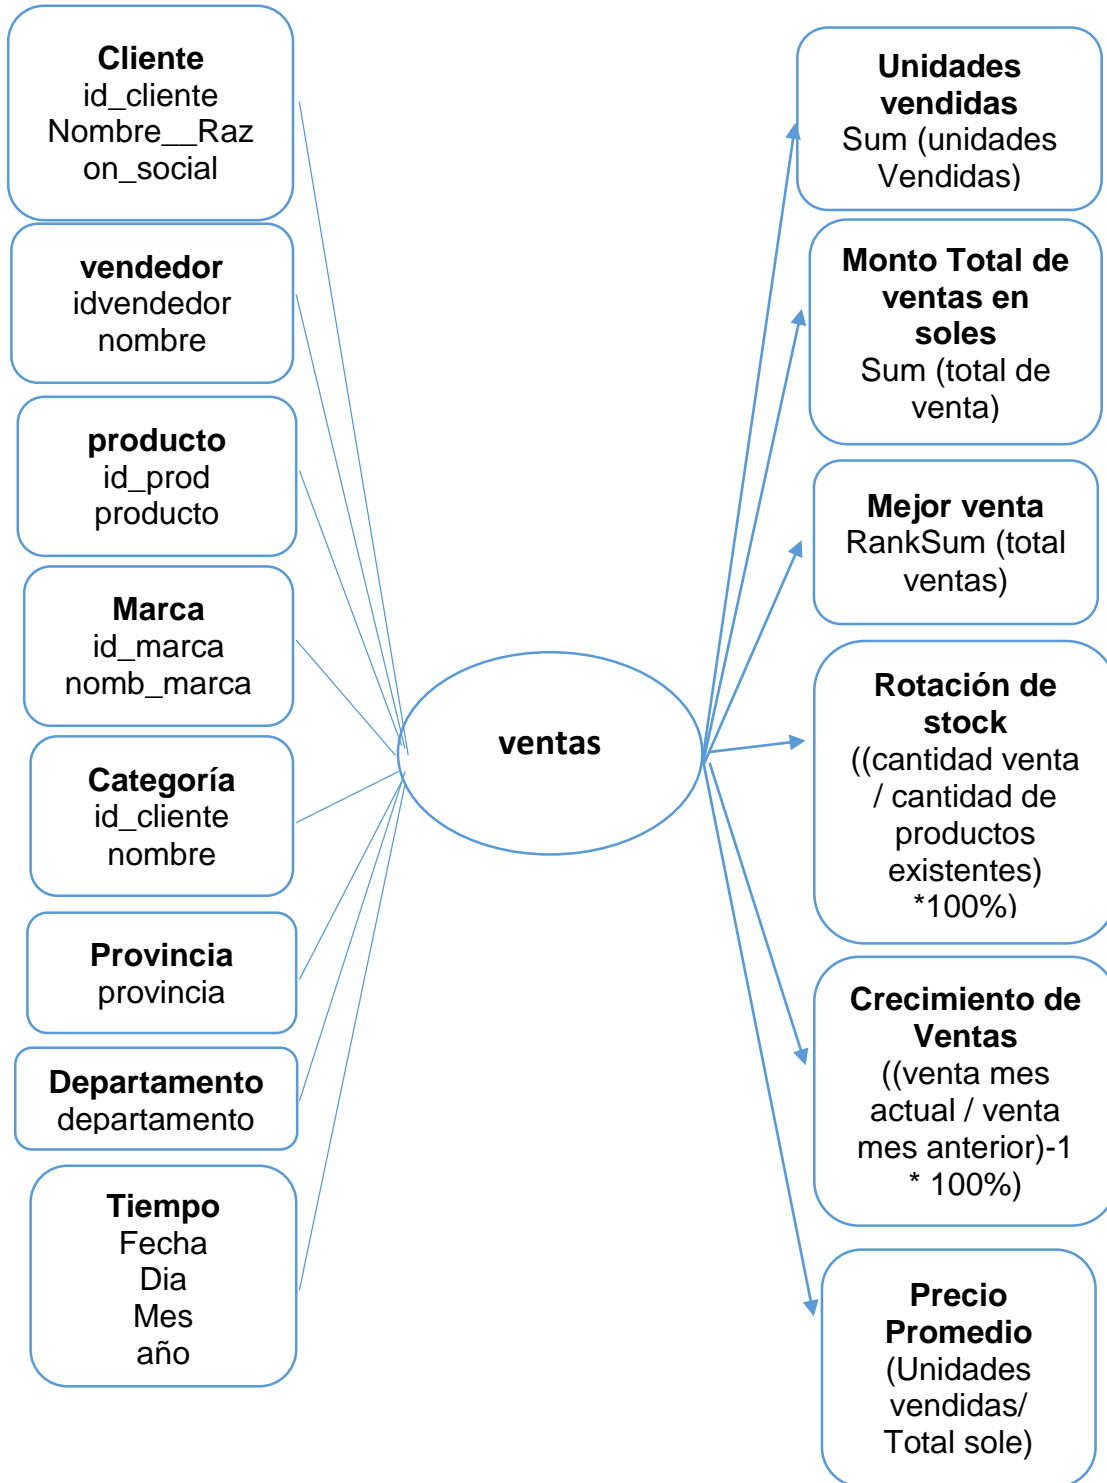 Cliente
id_cliente
Nombre__Raz
on_social
vendedor
idvendedor
nombre
producto
id_prod
producto
Marca
id_marca
nomb_marca
Categoría
id_cliente
nombre
Provincia
provincia
Departamento
departamento
Tiempo
Fecha
Dia
Mes
año
ventas
Unidades
vendidas
Sum (unidades
Vendidas)
Monto Total de
ventas en
soles
Sum (total de
venta)
Mejor venta
RankSum (total
ventas)
Rotación de
stock
((cantidad venta
/ cantidad de
productos
existentes)
*100%)
Crecimiento de
Ventas
((venta mes
actual / venta
mes anterior)-1
* 100%)
Precio
Promedio
(Unidades
vendidas/
Total sole)